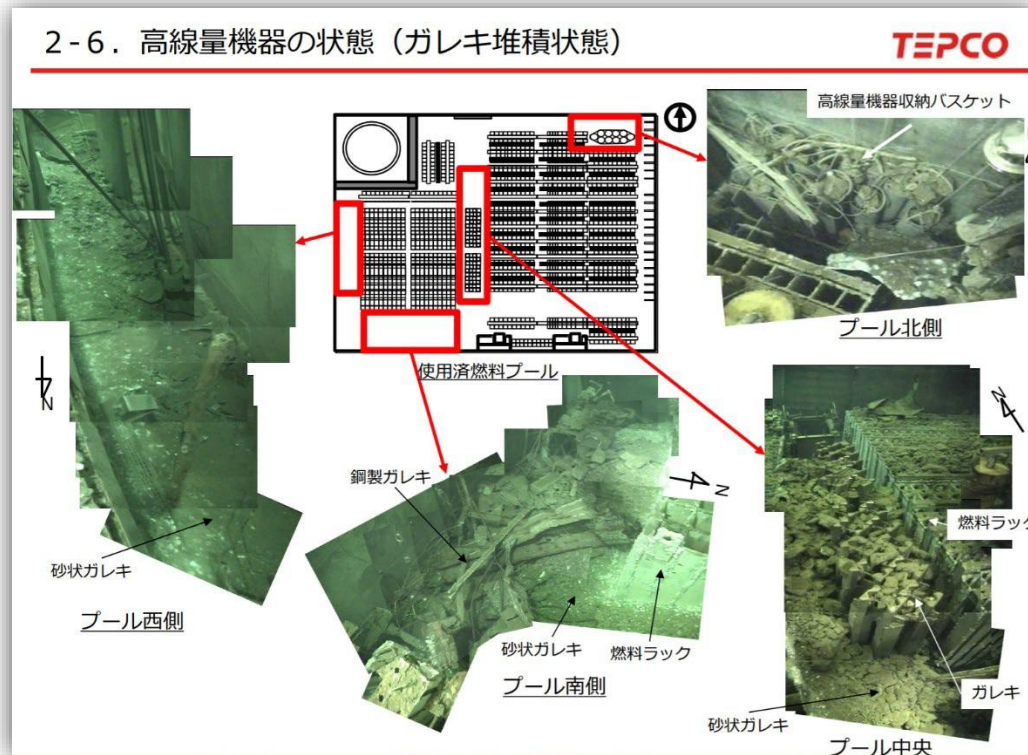 2-6. 高線量機器の状態（ガレキ堆積状態）
TEPCO
高線量機器収納バスケット
プール北側
使用済燃料プール
N
N
N
鋼製ガレキ
燃料ラック
砂状ガレキ
プール西側
砂状ガレキ
燃料ラック
プール南側
ガレキ
砂状ガレキ
プール中央